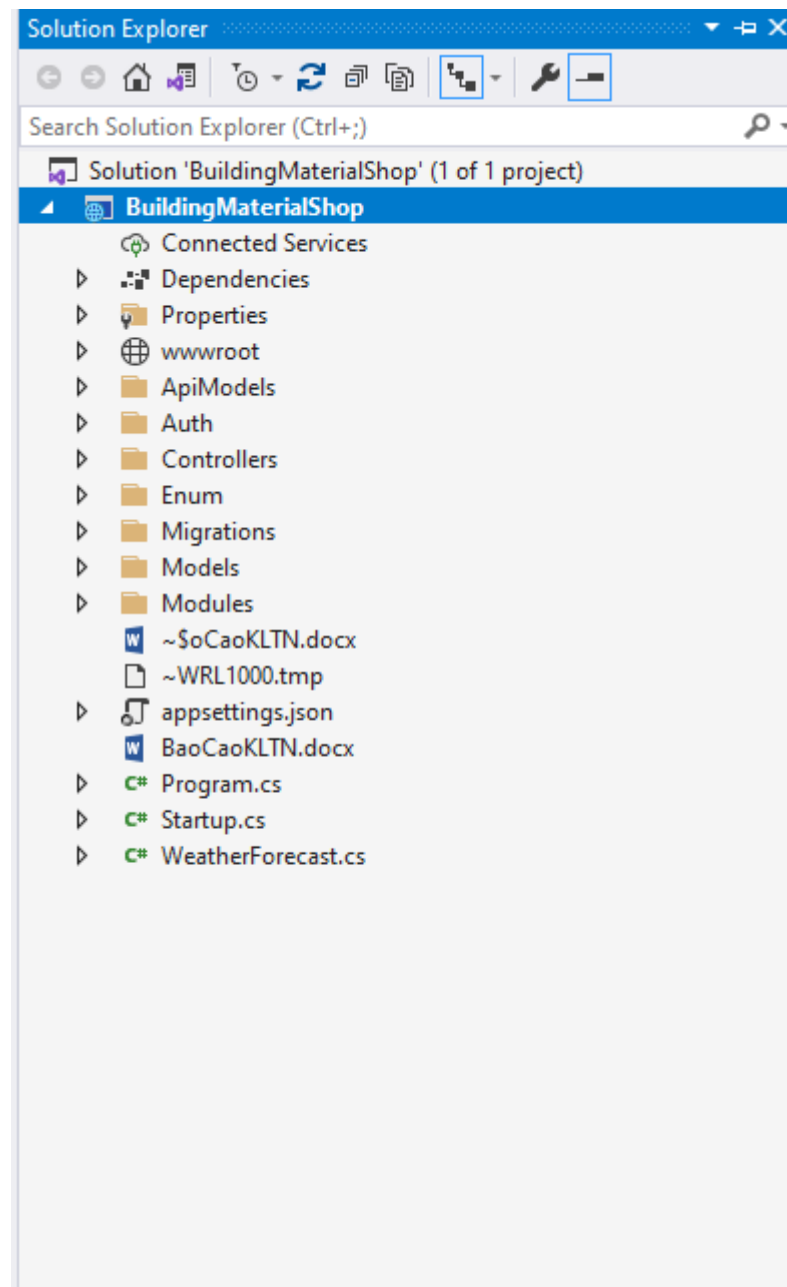 Solution Explorer
Search Solution Explorer (Ctrl+;)
Solution 'BuildingMaterialShop' (1 of 1 project)
BuildingMaterialShop
Connected Services
Dependencies
Properties
wwwroot
ApiModels
Auth
Controllers
Enum
Migrations
Models
Modules
~$oCaoKLTN.docx
~WRL1000.tmp
appsettings.json
BaoCaoKLTN.docx
C# Program.cs
C# Startup.cs
C# WeatherForecast.cs